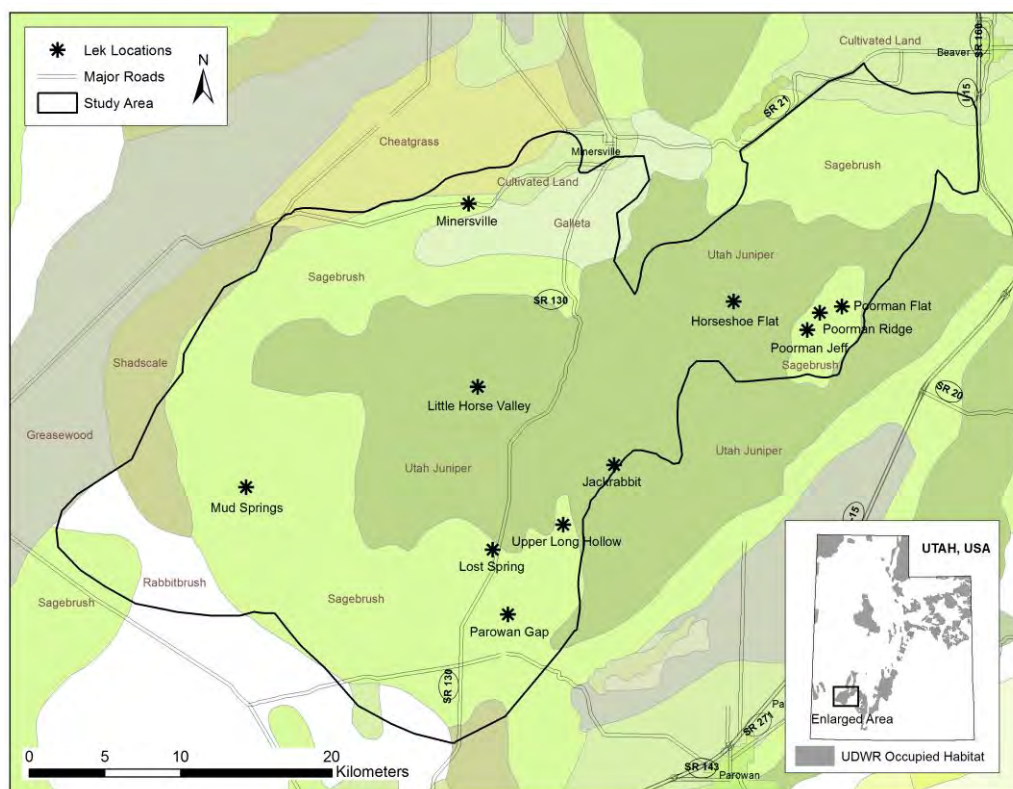 Lek Locations
Major Roads
Study Area
N
Cultivated Land
Beaver
SR 160
I-15
SR 21
Cheatgrass
Minersville
Sagebrush
Cultivated Land
Minersville
Galleta
Utah Juniper
Sagebrush
SR 130
Horseshoe Flat
Poorman Flat
Poorman Ridge
Poorman Jeff
Sagebrush
Shadscale
Little Horse Valley
SR 20
Greasewood
Utah Juniper
Utah Juniper
Jackrabbit
Mud Springs
-15
Upper Long Hollow
Lost Spring
UTAH, USA
Rabbitbrush
Sagebrush
Sagebrush
Parowan Gap
SR 130
Enlarged Area
Pa
SR 271
UDWR Occupied Habitat
SR 143
Parowan
0 5 10 20
Kilometers